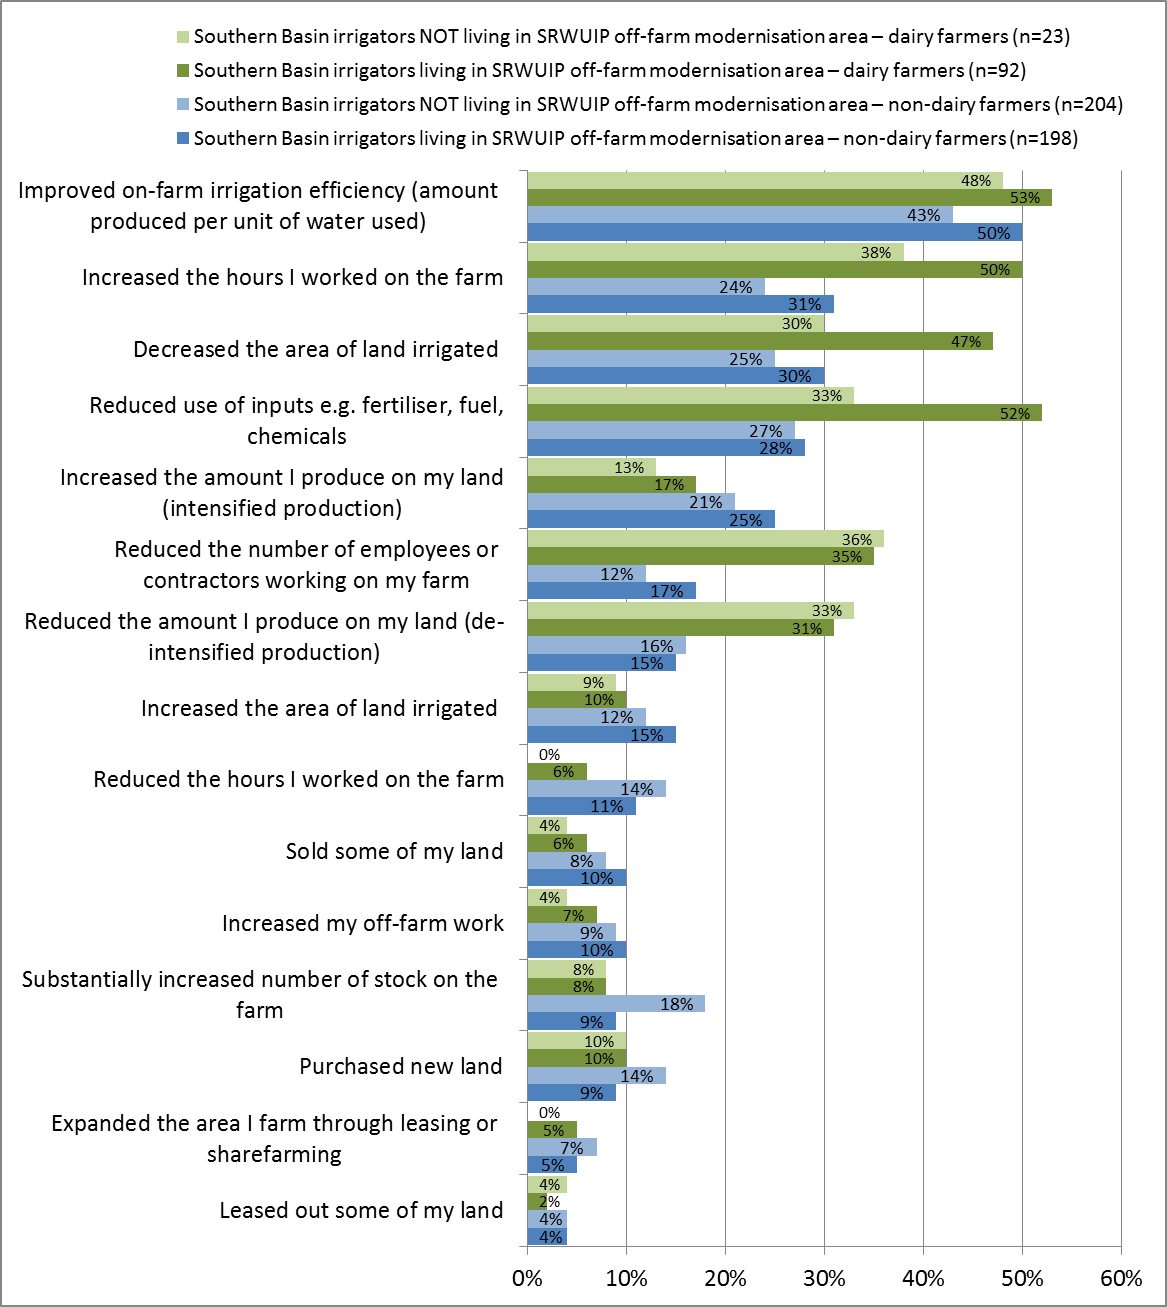 Southern Basin irrigators NOT living in SRWUIP off-farm modernisation area – dairy farmers (n=23)
Southern Basin irrigators living in SRWUIP off-farm modernisation area – dairy farmers (n=92)
Southern Basin irrigators NOT living in SRWUIP off-farm modernisation area – non-dairy farmers (n=204)
Southern Basin irrigators living in SRWUIP off-farm modernisation area – non-dairy farmers (n=198)
Improved on-farm irrigation efficiency (amount
produced per unit of water used)
48%
53%
43%
50%
Increased the hours I worked on the farm
38%
50%
24%
31%
Decreased the area of land irrigated
30%
47%
25%
30%
Reduced use of inputs e.g. fertiliser, fuel,
chemicals
33%
52%
27%
28%
Increased the amount I produce on my land
(intensified production)
13%
17%
21%
25%
Reduced the number of employees or
contractors working on my farm
36%
35%
12%
17%
Reduced the amount I produce on my land (de-
intensified production)
33%
31%
16%
15%
Increased the area of land irrigated
9%
10%
12%
15%
Reduced the hours I worked on the farm
0%
6%
14%
11%
Sold some of my land
4%
6%
8%
10%
Increased my off-farm work
4%
7%
9%
10%
Substantially increased number of stock on the
farm
8%
8%
18%
9%
Purchased new land
10%
10%
14%
9%
Expanded the area I farm through leasing or
sharefarming
0%
5%
7%
5%
Leased out some of my land
4%
2%
4%
4%
0% 10% 20% 30% 40% 50% 60%